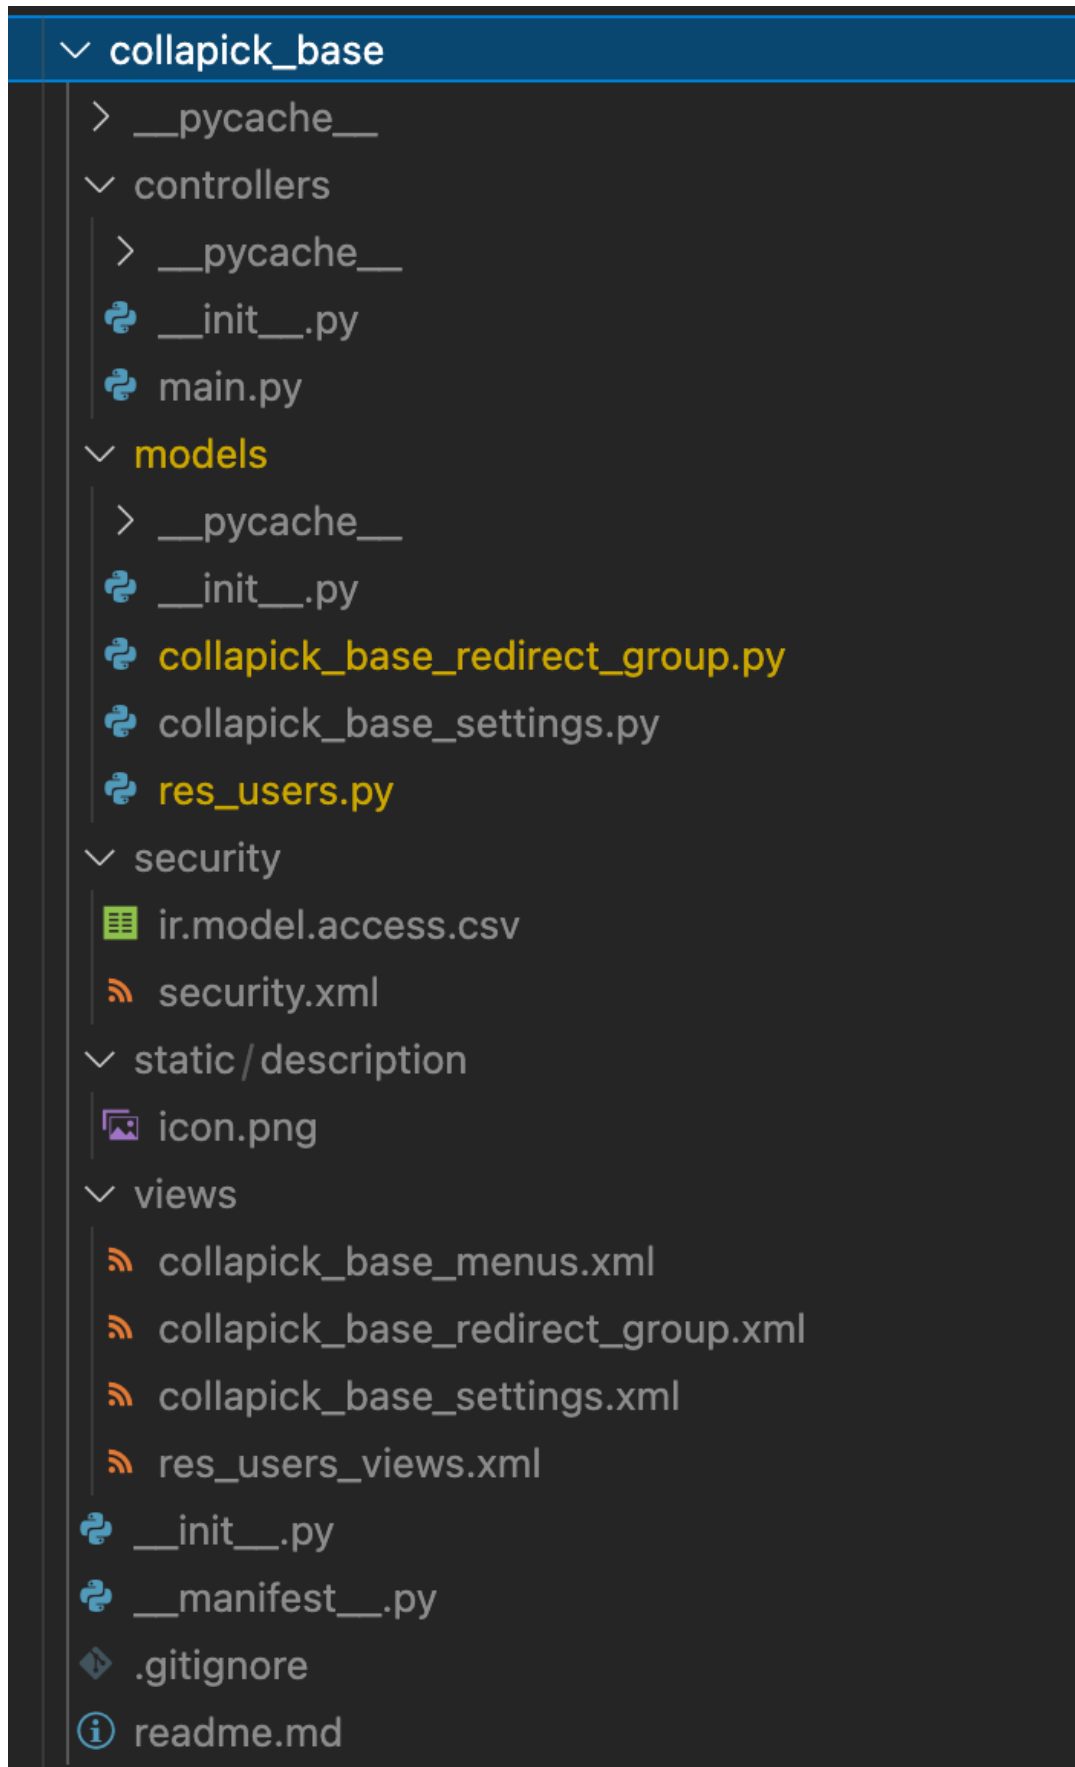 collapick_base
__pycache__
controllers
__pycache__
__init__.py
main.py
models
__pycache__
__init__.py
collapick_base_redirect_group.py
collapick_base_settings.py
res_users.py
security
ir.model.access.csv
security.xml
static/description
icon.png
views
collapick_base_menus.xml
collapick_base_redirect_group.xml
collapick_base_settings.xml
res_users_views.xml
__init__.py
__manifest__.py
.gitignore
readme.md